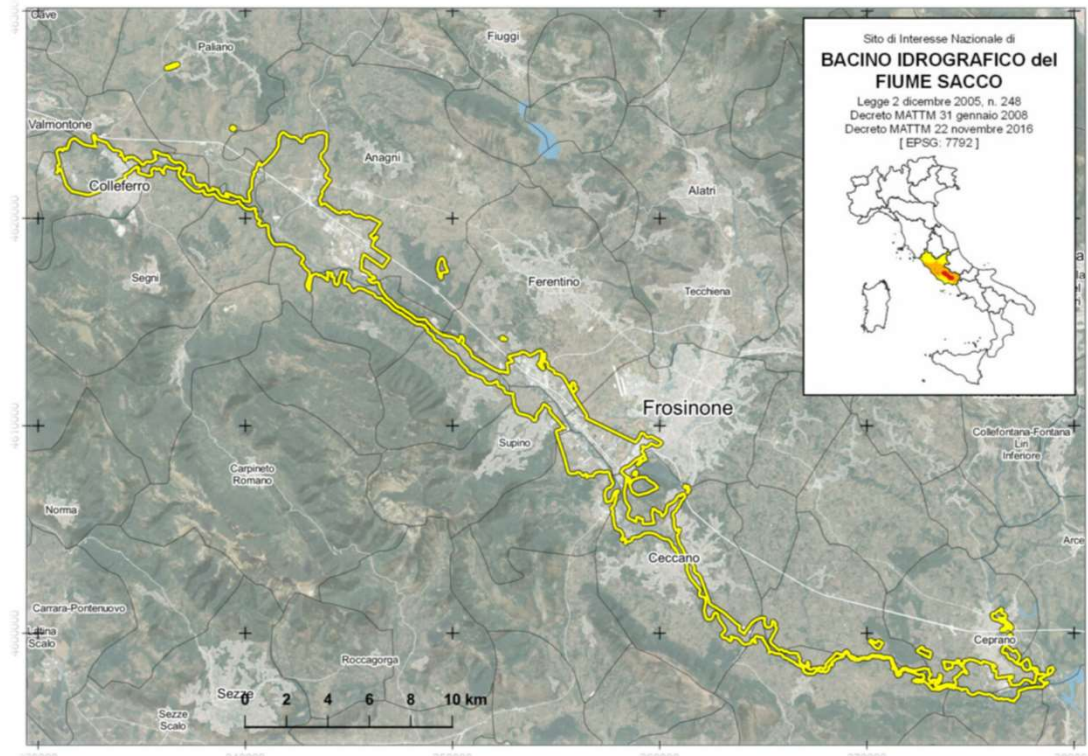 Sito di Interesse Nazionale di
BACINO IDROGRAFICO del
FIUME SACCO
Legge 2 dicembre 2005, n. 248
Decreto MATTM 31 gennaio 2008
Decreto MATTM 22 novembre 2016
[ EPSG: 7792 ]
Paliano
Fiuggi
Valmontone
Anagni
Colleferro
Alatri
Segni
Ferentino
Tecchiena
Frosinone
Supino
Collefontana-Fontana
Liri
Inferiore
Carpineto
Romano
Norma
Arce
Ceccano
Carrara-Pontenuovo
Latina
Scalo
Ceprano
Roccagorga
Sezze
0 2 4 6 8 10 km
Sezze
Scalo